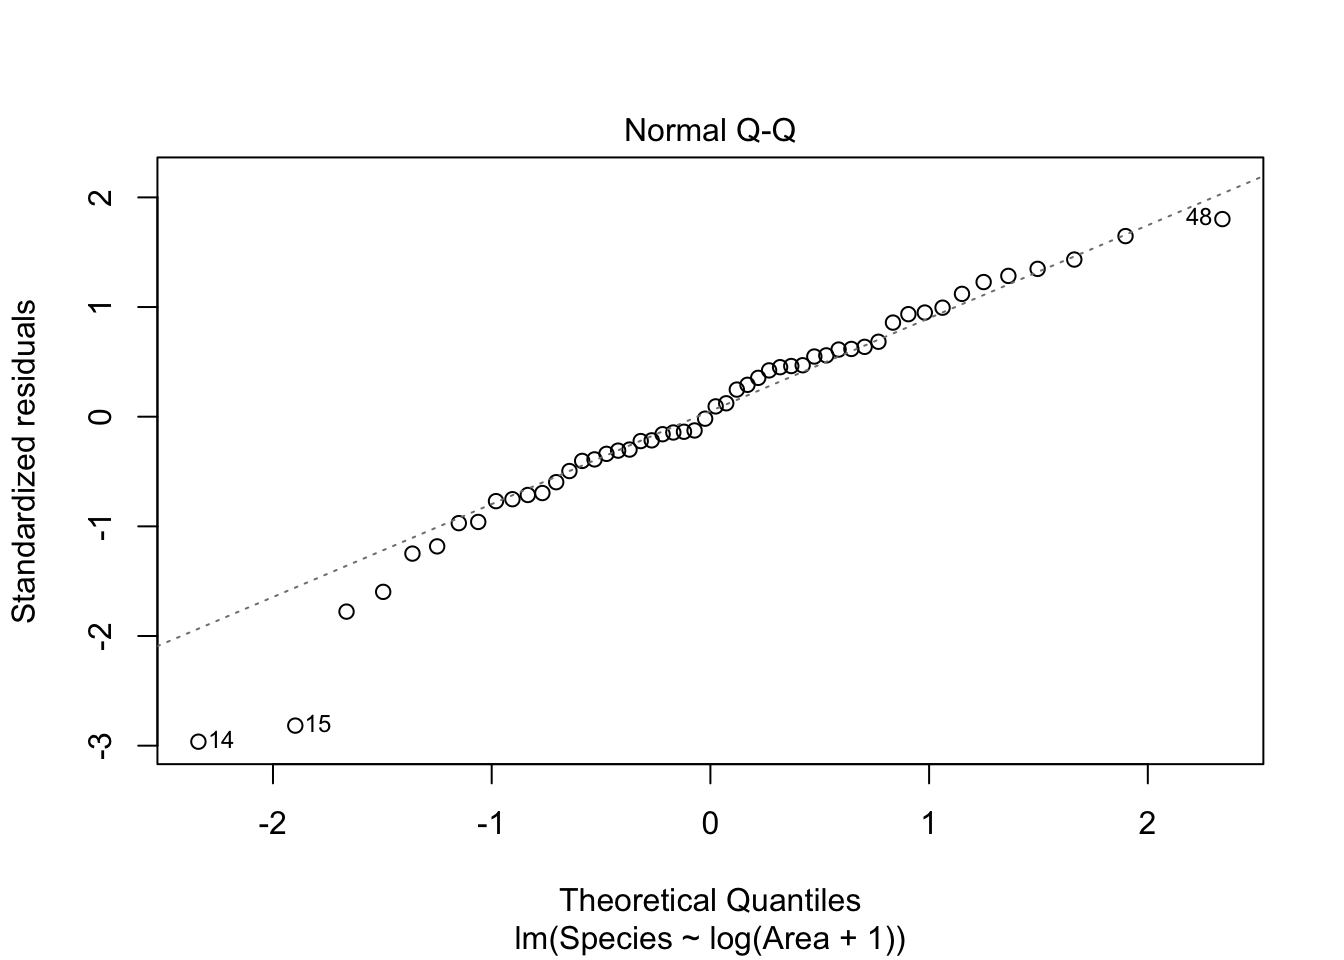 Normal Q-Q
Standardized residuals
2
1
0
-1
-2
-3
48
15
14
-2 -1 0 1 2
Theoretical Quantiles
lm(Species ~ log(Area + 1))